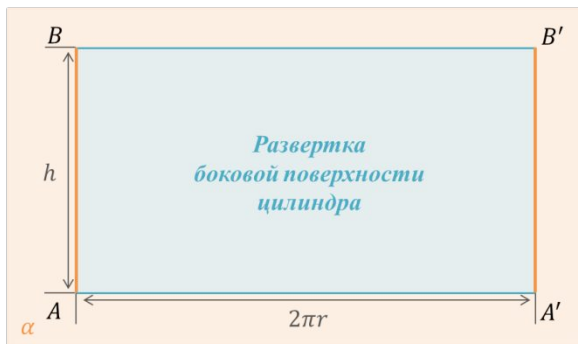 B B′
h
Развертка
боковой поверхности
цилиндра
A A′
2πr
α